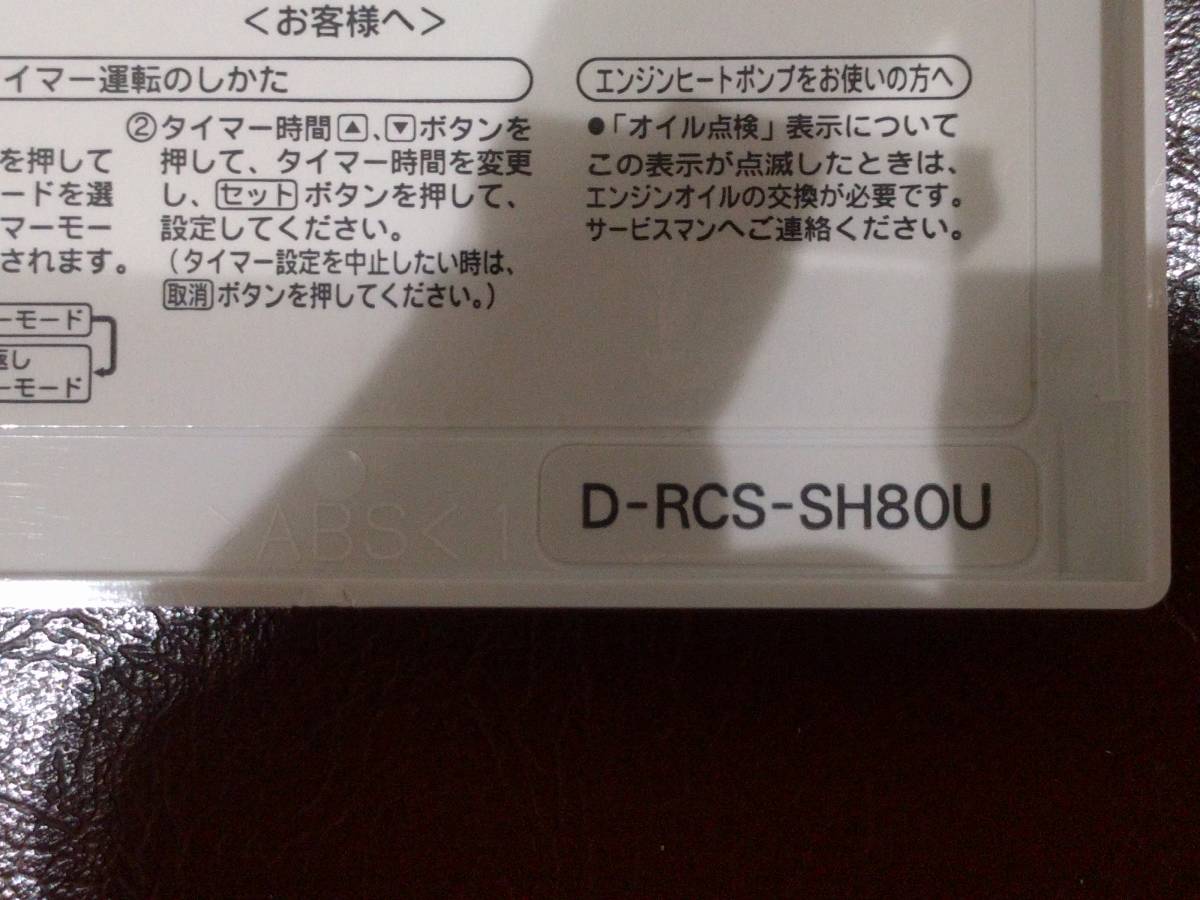 <お客様へ>
イマー運転のしかた
を押して
ードを選
マーモー
されます。
ーモード
返し
ーモード
②タイマー時間▲、▼ボタンを
押して、タイマー時間を変更
し、セットボタンを押して、
設定してください。
(タイマー設定を中止したい時は、
取消ボタンを押してください。)
エンジンヒートポンプをお使いの方へ
●「オイル点検」表示について
この表示が点滅したときは、
エンジンオイルの交換が必要です。
サービスマンへご連絡ください。
>ABS< 1
D-RCS-SH80U